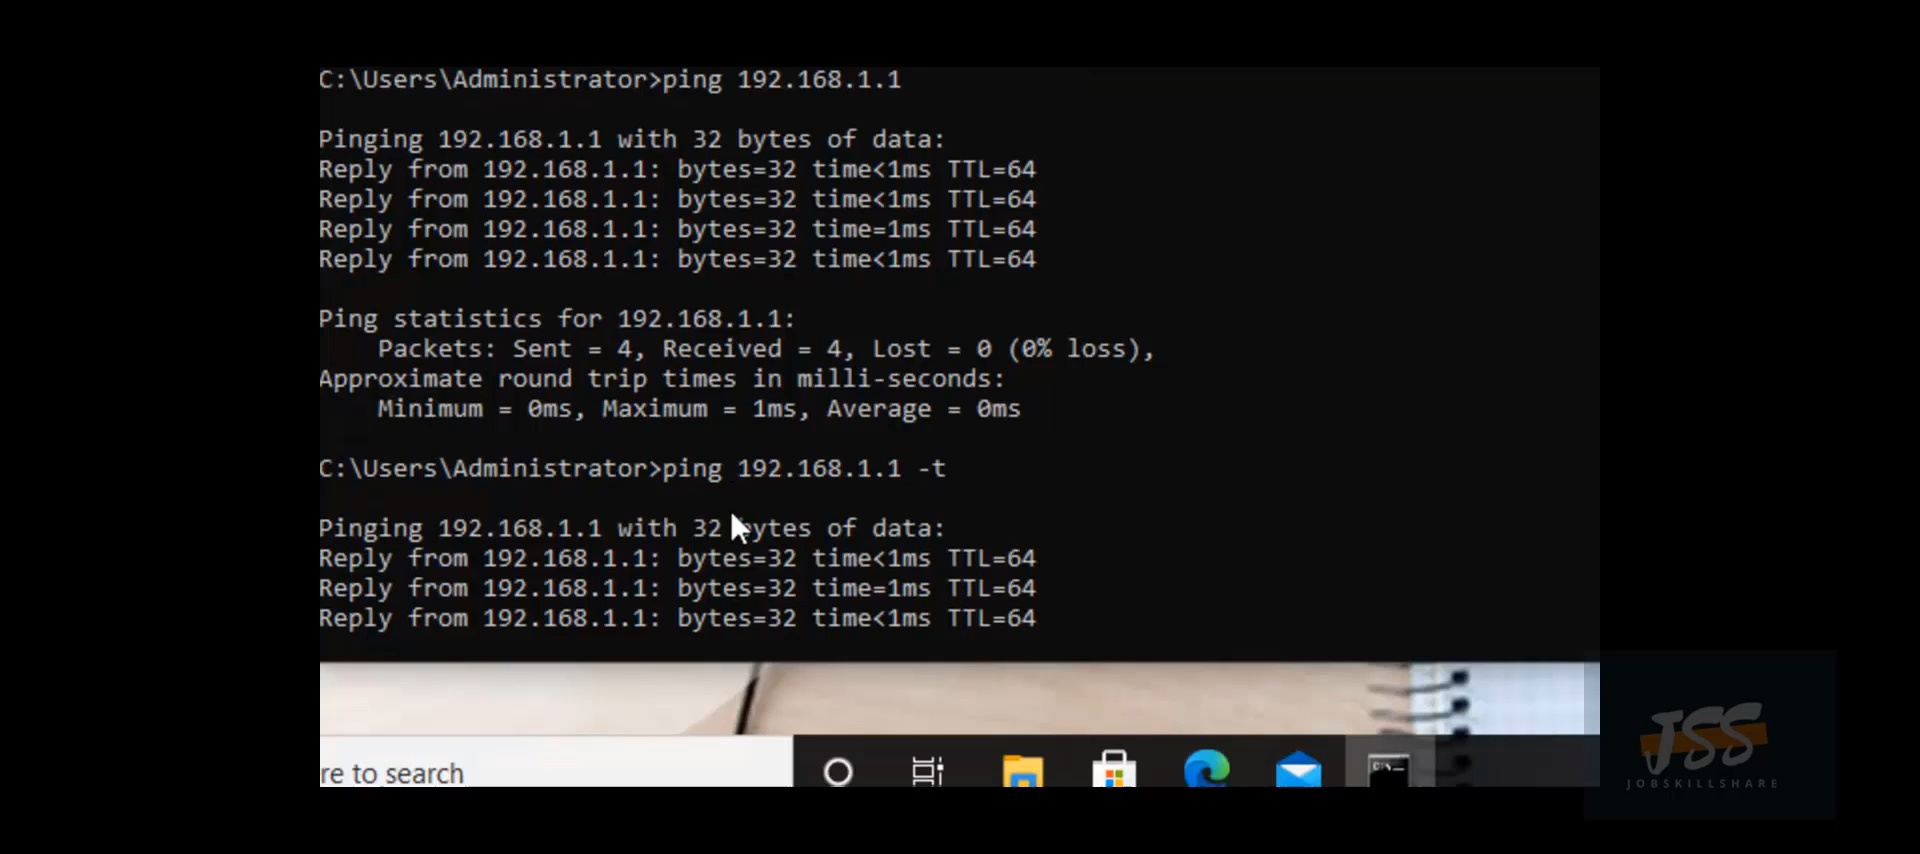 C:\Users\Administrator>ping 192.168.1.1
Pinging 192.168.1.1 with 32 bytes of data:
Reply from 192.168.1.1: bytes=32 time<1ms TTL=64
Reply from 192.168.1.1: bytes=32 time<1ms TTL=64
Reply from 192.168.1.1: bytes=32 time=1ms TTL=64
Reply from 192.168.1.1: bytes=32 time<1ms TTL=64
Ping statistics for 192.168.1.1:
Packets: Sent = 4, Received = 4, Lost = 0 (0% loss),
Approximate round trip times in milli-seconds:
Minimum = 0ms, Maximum = 1ms, Average = 0ms
C:\Users\Administrator>ping 192.168.1.1 -t
Pinging 192.168.1.1 with 32 bytes of data:
Reply from 192.168.1.1: bytes=32 time<1ms TTL=64
Reply from 192.168.1.1: bytes=32 time=1ms TTL=64
Reply from 192.168.1.1: bytes=32 time<1ms TTL=64
re to search
JSS
JOBSKILLSHARE